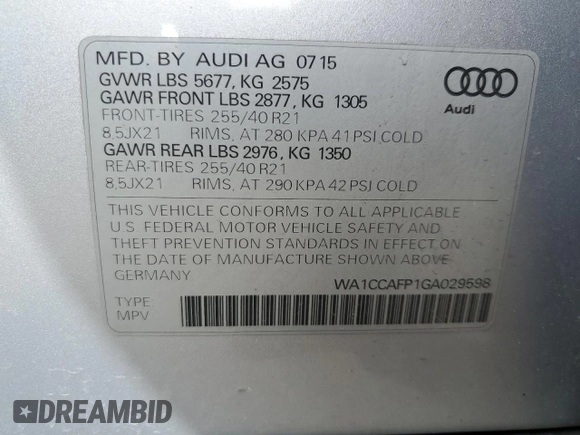 MFD. BY AUDI AG 0715
GVWR LBS 5677, KG 2575
GAWR FRONT LBS 2877, KG 1305
FRONT-TIRES 255/40 R21
8,5JX21 RIMS, AT 280 KPA 41 PSI COLD
GAWR REAR LBS 2976, KG 1350
REAR-TIRES 255/40 R21
8,5JX21 RIMS, AT 290 KPA 42 PSI COLD
Audi
THIS VEHICLE CONFORMS TO ALL APPLICABLE
U.S. FEDERAL MOTOR VEHICLE SAFETY AND
THEFT PREVENTION STANDARDS IN EFFECT ON
THE DATE OF MANUFACTURE SHOWN ABOVE
GERMANY
WA1CCAFP1GA029598
TYPE
MPV
DREAMBID